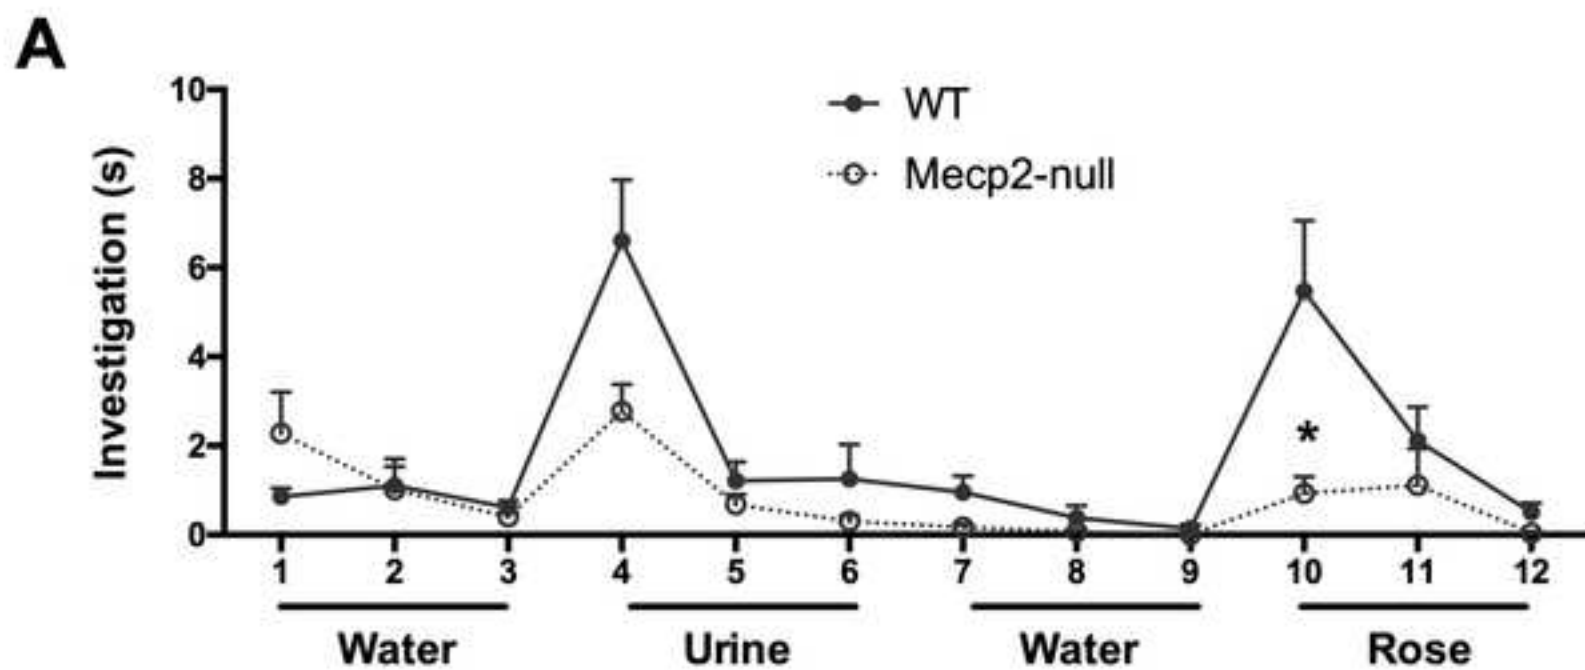 A
10
8
6
4
2
0
Investigation (s)
WT
Mecp2-null
*
1 2 3 4 5 6 7 8 9 10 11 12
Water Urine Water Rose